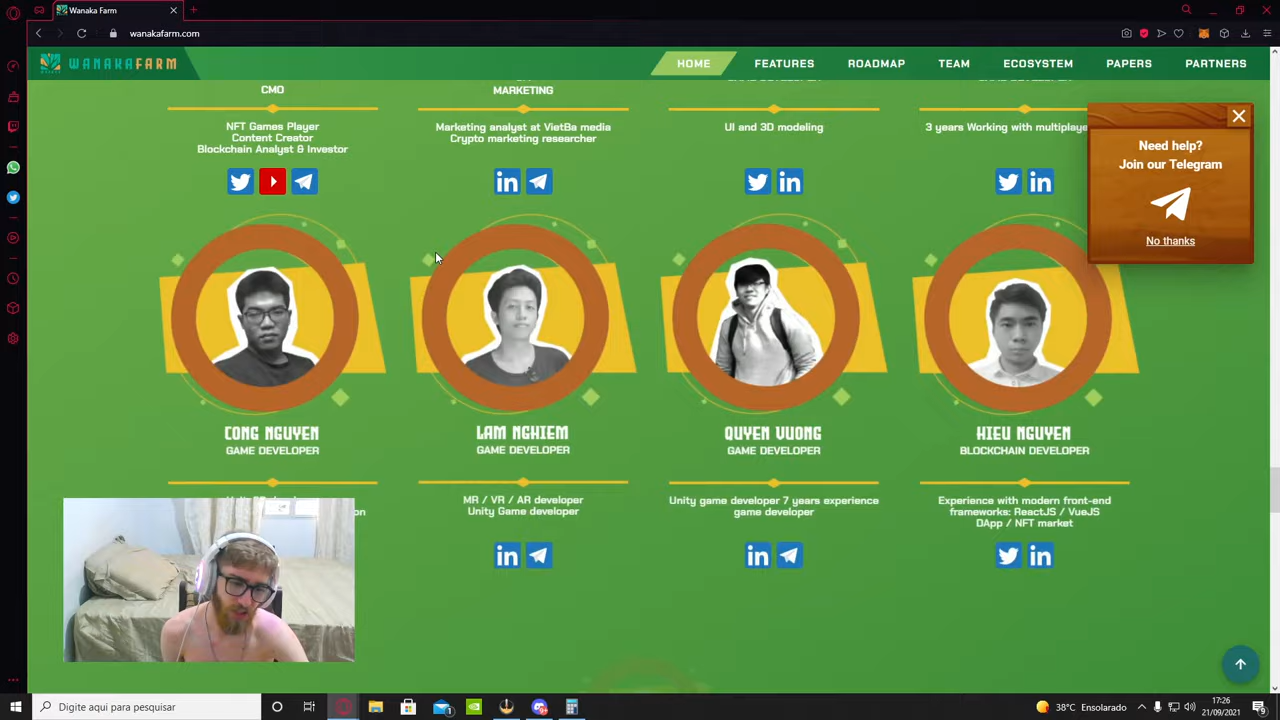 Wanaka Farm
wanakafarm.com
WANAKAFARM
HOME
FEATURES
ROADMAP
TEAM
ECOSYSTEM
PAPERS
PARTNERS
CMO
NFT Games Player
Content Creator
Blockchain Analyst & Investor
MARKETING
Marketing analyst at VietBa media
Crypto marketing researcher
UI and 3D modeling
3 years Working with
Need help?
Join our Telegram
No thanks
CONG NGUYEN
GAME DEVELOPER
LAM NGHIEM
GAME DEVELOPER
MR / VR / AR developer
Unity Game developer
QUYEN VUONG
GAME DEVELOPER
Unity game developer 7 years experience
game developer
HIEU NGUYEN
BLOCKCHAIN DEVELOPER
Experience with modern front-end
frameworks: ReactJS / VueJS
DApp / NFT market
Digite aqui para pesquisar
38°C Ensolarado
17:26
21/09/2021